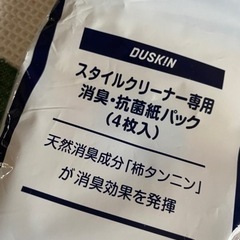 DUSKIN
スタイルクリーナー専用
消臭・抗菌紙パック
(4枚入)
天然消臭成分「柿タンニン」
が消臭効果を発揮